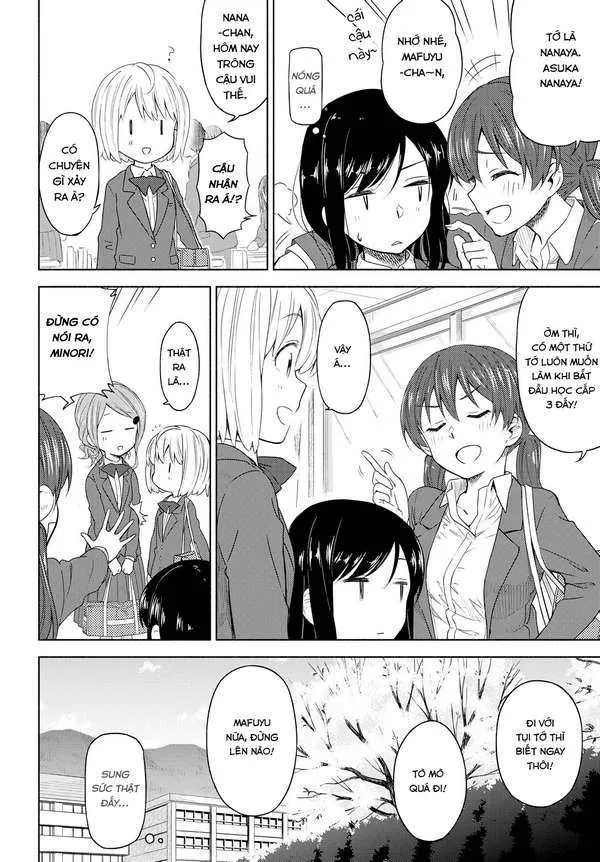 TỚ LÀ
NANAYA.
ASUKA
NANAYA!
NHỚ NHÉ,
MAFUYU
-CHA~N,
cái
cậu
này~
NÓNG
QUÁ
...
NANA
-CHAN,
HÔM NAY
TRÔNG
CẬU VUI
THẾ.
?
CẬU
NHẬN
RA Á!?
CÓ
CHUYỆN
GÌ XẢY
RA Á?
ỜM THÌ,
CÓ MỘT THỨ
TỚ LUÔN MUỐN
LÀM KHI BẮT
ĐẦU HỌC CẤP
3 ĐẤY!
VẬY
Á...
THẬT
RA LÀ...
ĐỪNG CÓ
NÓI RA,
MINORI!
ĐI VỚI
TỤI TỚ THÌ
BIẾT NGAY
THÔI!
TÒ MÒ
QUÁ ĐI!
MAFUYU
NỮA, ĐỨNG
LÊN NÀO!
SUNG
SỨC THẬT
ĐẤY...